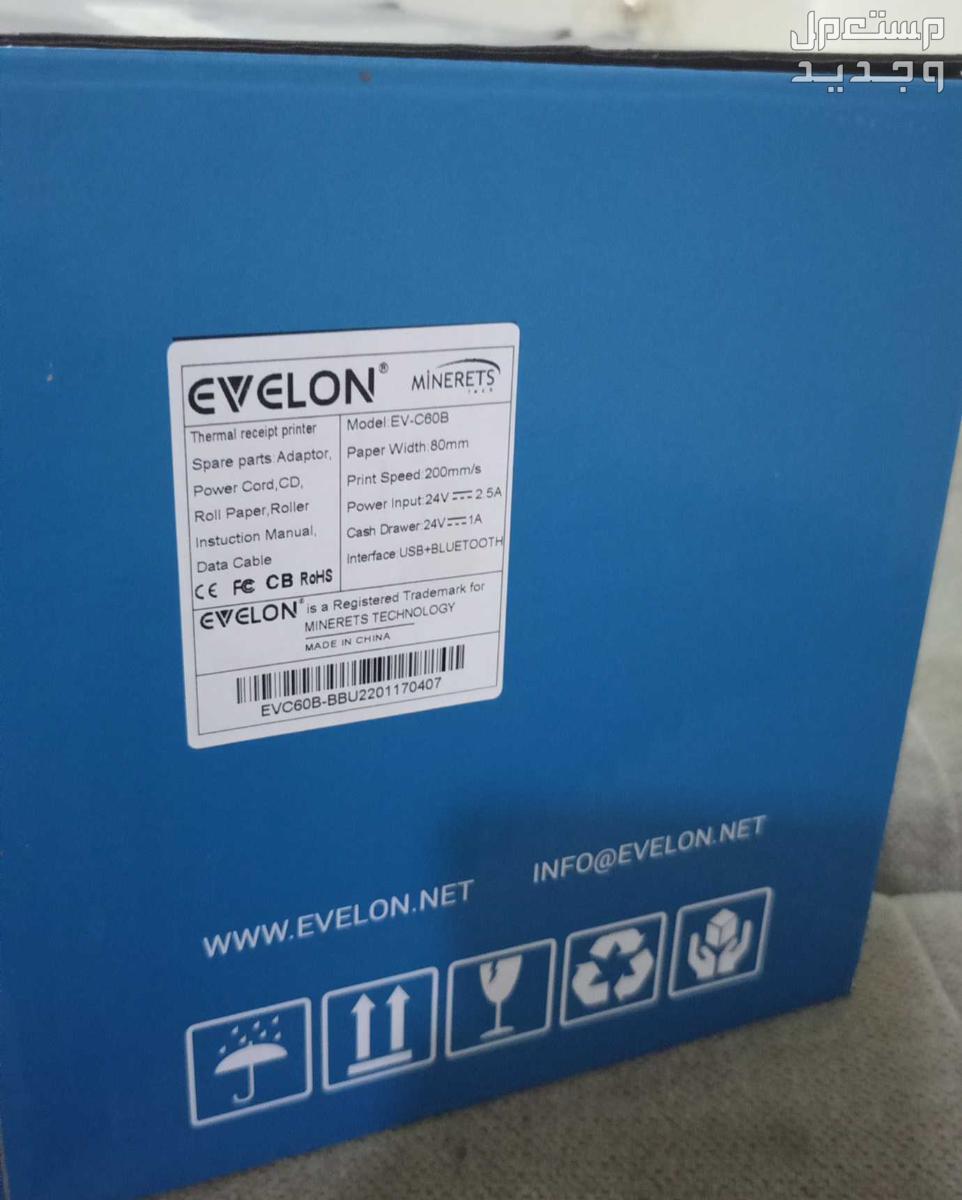 مستعمل
وجديد
EVELON®
MINERETS
TECH
Thermal receipt printer
Spare parts:Adaptor,
Power Cord,CD,
Roll Paper,Roller
Instuction Manual,
Data Cable
CE FC CB RoHS
Model:EV-C60B
Paper Width:80mm
Print Speed:200mm/s
Power Input:24V⎓2.5A
Cash Drawer:24V⎓1A
Interface:USB+BLUETOOTH
EVELON® is a Registered Trademark for
MINERETS TECHNOLOGY
MADE IN CHINA
EVC60B-BBU2201170407
WWW.EVELON.NET
INFO@EVELON.NET